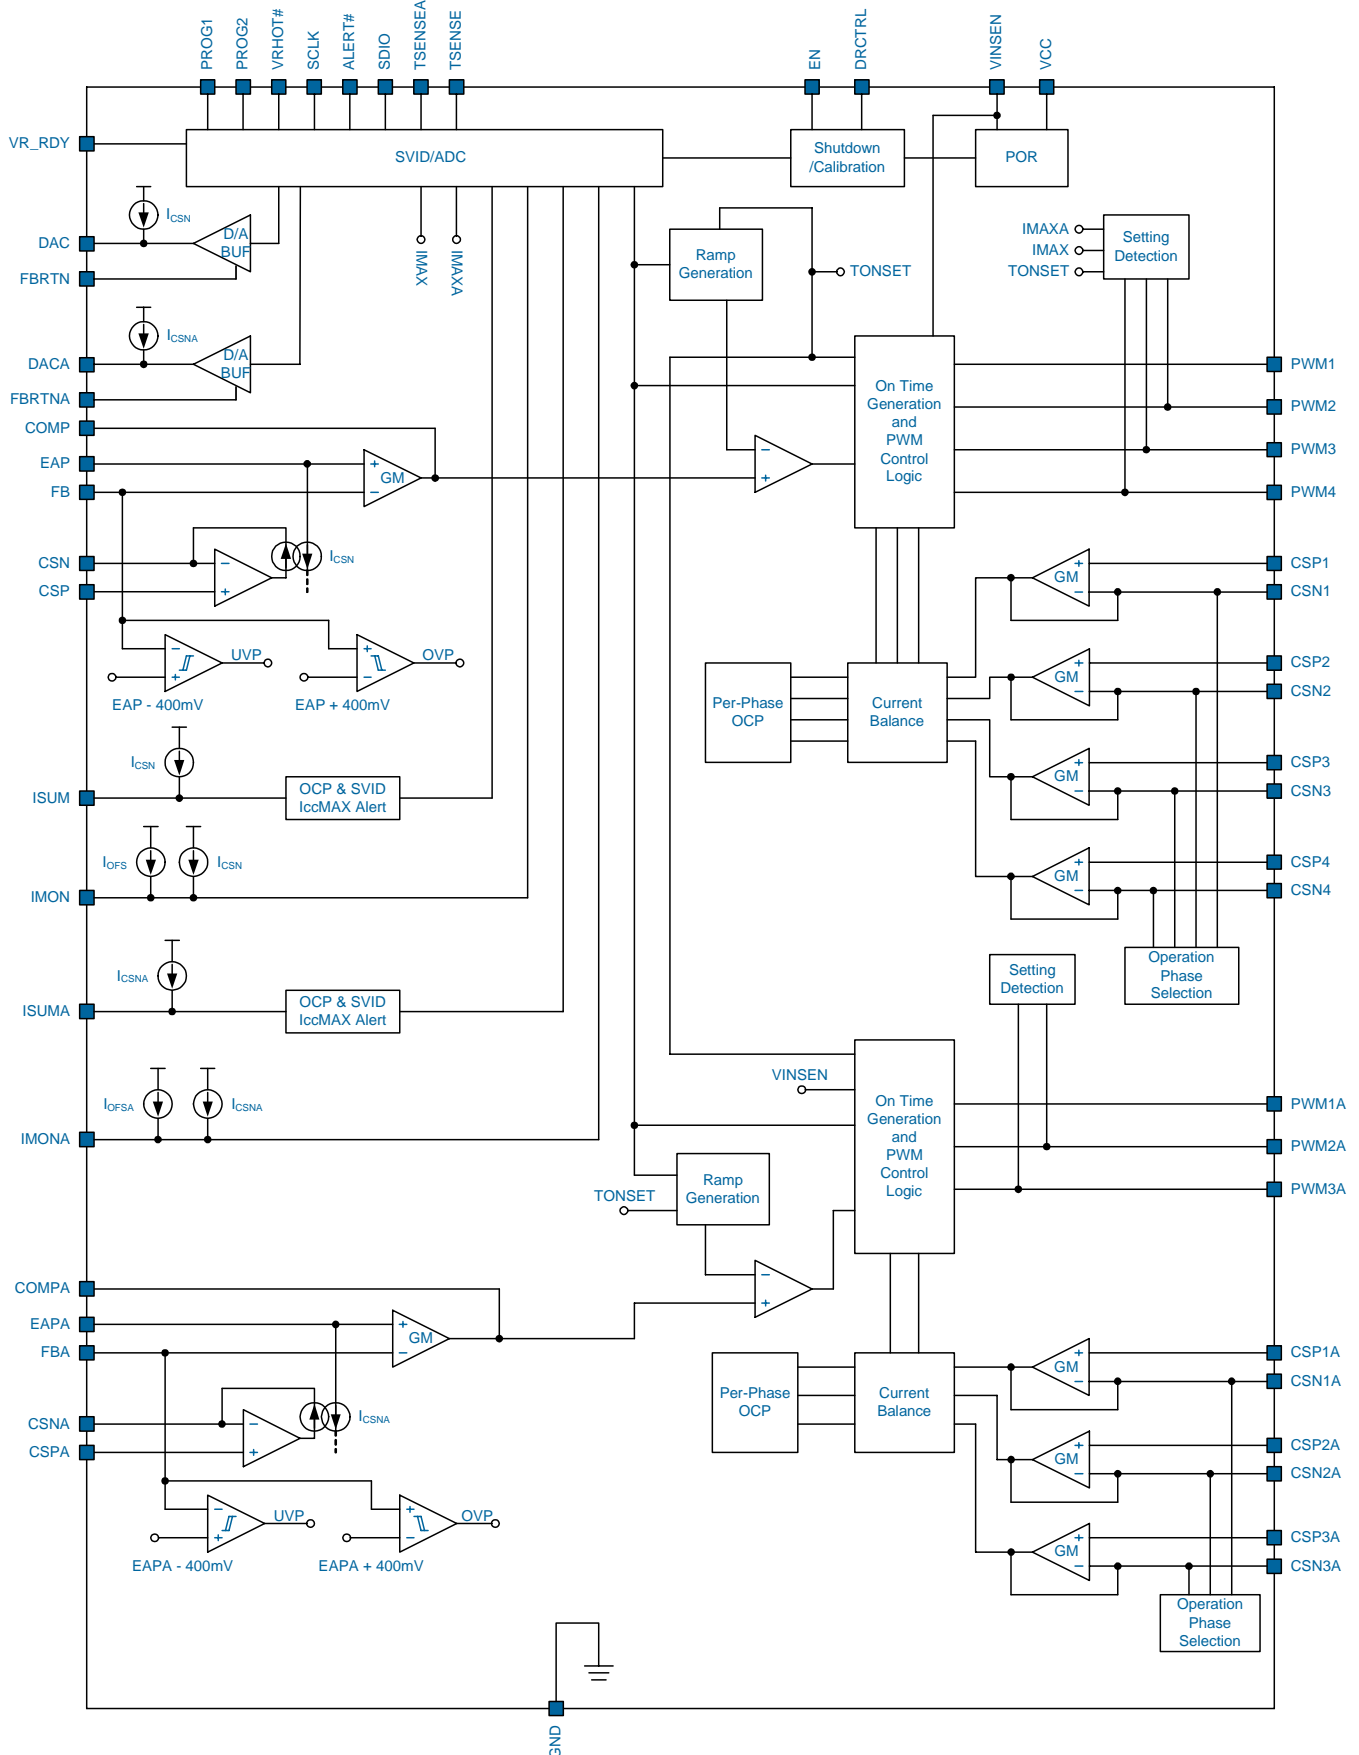 PROG1
PROG2
VRHOT#
SCLK
ALERT#
SDIO
TSENSEA
TSENSE
EN
DRCTRL
VINSEN
VCC
VR_RDY
SVID/ADC
Shutdown
/Calibration
POR
ICSN
DAC
D/A
BUF
FBRTN
IMAX
IMAXA
Ramp
Generation
TONSET
IMAXA
IMAX
TONSET
Setting
Detection
ICSNA
DACA
D/A
BUF
FBRTNA
COMP
EAP
FB
+
GM
−
−
+
On Time
Generation
and
PWM
Control
Logic
PWM1
PWM2
PWM3
PWM4
CSN
CSP
−
+
ICSN
−
+
UVP
EAP - 400mV
+
−
OVP
EAP + 400mV
Per-Phase
OCP
Current
Balance
+
GM
−
CSP1
CSN1
+
GM
−
CSP2
CSN2
+
GM
−
CSP3
CSN3
+
GM
−
CSP4
CSN4
Operation
Phase
Selection
ICSN
ISUM
OCP & SVID
IccMAX Alert
IOFS
ICSN
IMON
ICSNA
ISUMA
OCP & SVID
IccMAX Alert
IOFSA
ICSNA
IMONA
Setting
Detection
VINSEN
On Time
Generation
and
PWM
Control
Logic
PWM1A
PWM2A
PWM3A
TONSET
Ramp
Generation
−
+
COMPA
EAPA
FBA
+
GM
−
CSNA
CSPA
−
+
ICSNA
−
+
UVP
EAPA - 400mV
+
−
OVP
EAPA + 400mV
Per-Phase
OCP
Current
Balance
+
GM
−
CSP1A
CSN1A
+
GM
−
CSP2A
CSN2A
+
GM
−
CSP3A
CSN3A
Operation
Phase
Selection
GND